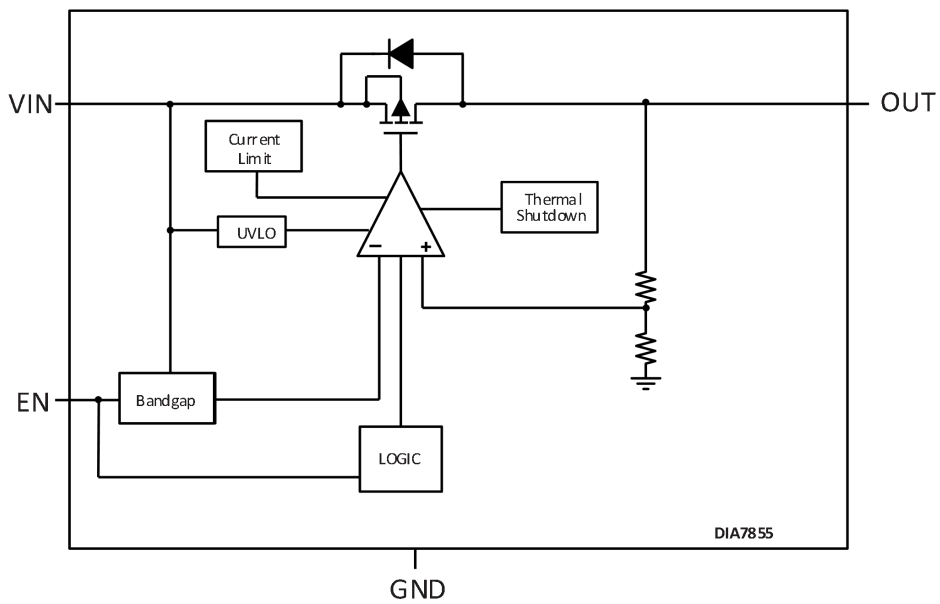 VIN
OUT
Current
Limit
Thermal
Shutdown
UVLO
−
+
EN
Bandgap
LOGIC
DIA7855
GND